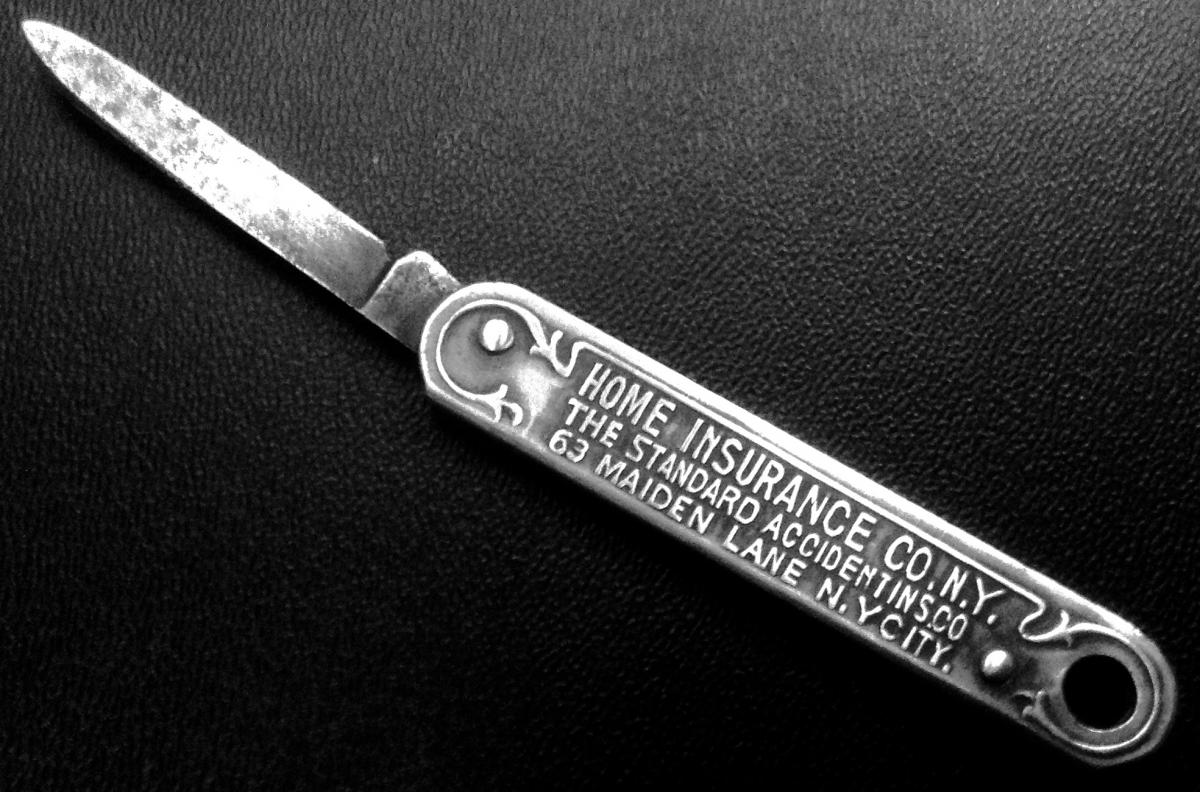 HOME INSURANCE CO. N.Y.
THE STANDARD ACCIDENT INS.CO
63 MAIDEN LANE N.Y CITY.